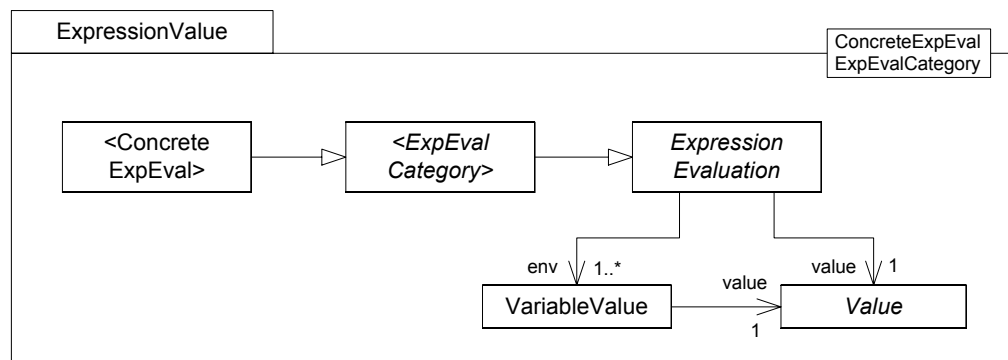 ExpressionValue
ConcreteExpEval
ExpEvalCategory
<Concrete
ExpEval>
<ExpEval
Category>
Expression
Evaluation
env
1..*
value
1
VariableValue
value
1
Value